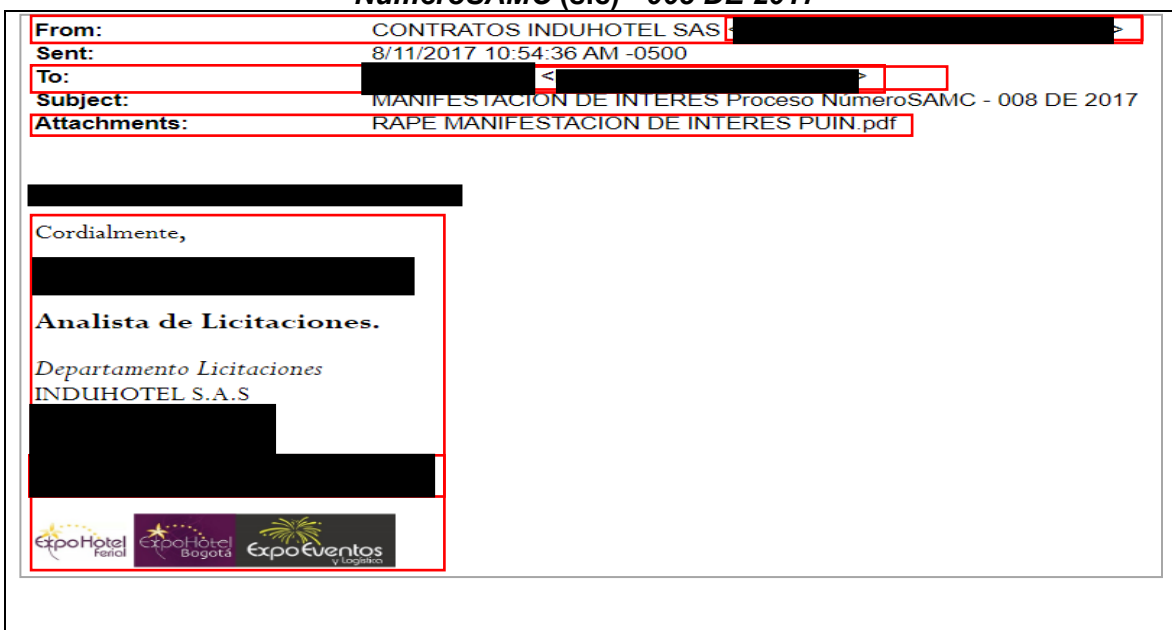 NúmeroSAMC (sic) - 008 DE 2017
From: CONTRATOS INDUHOTEL SAS < >
Sent: 8/11/2017 10:54:36 AM -0500
To: < >
Subject: MANIFESTACION DE INTERES Proceso NúmeroSAMC - 008 DE 2017
Attachments: RAPE MANIFESTACION DE INTERES PUIN.pdf
Cordialmente,
Analista de Licitaciones.
Departamento Licitaciones
INDUHOTEL S.A.S
ExpoHotel Ferial
ExpoHotel Bogotá
ExpoEventos y Logística